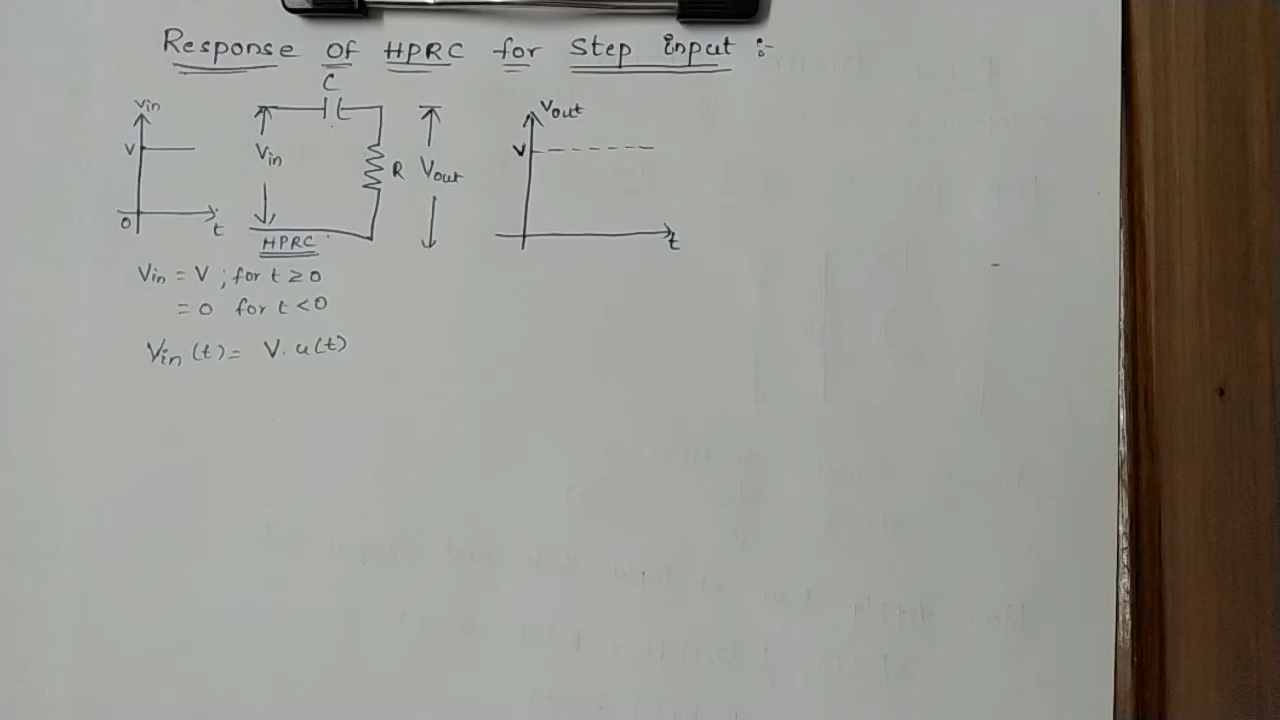 Response of HPRC for Step input :-
Vin
V
0
t
C
Vin
R
Vout
HPRC
Vout
V
t
Vin = V ; for t ≥ 0
= 0 for t < 0
Vin (t) = V. u(t)